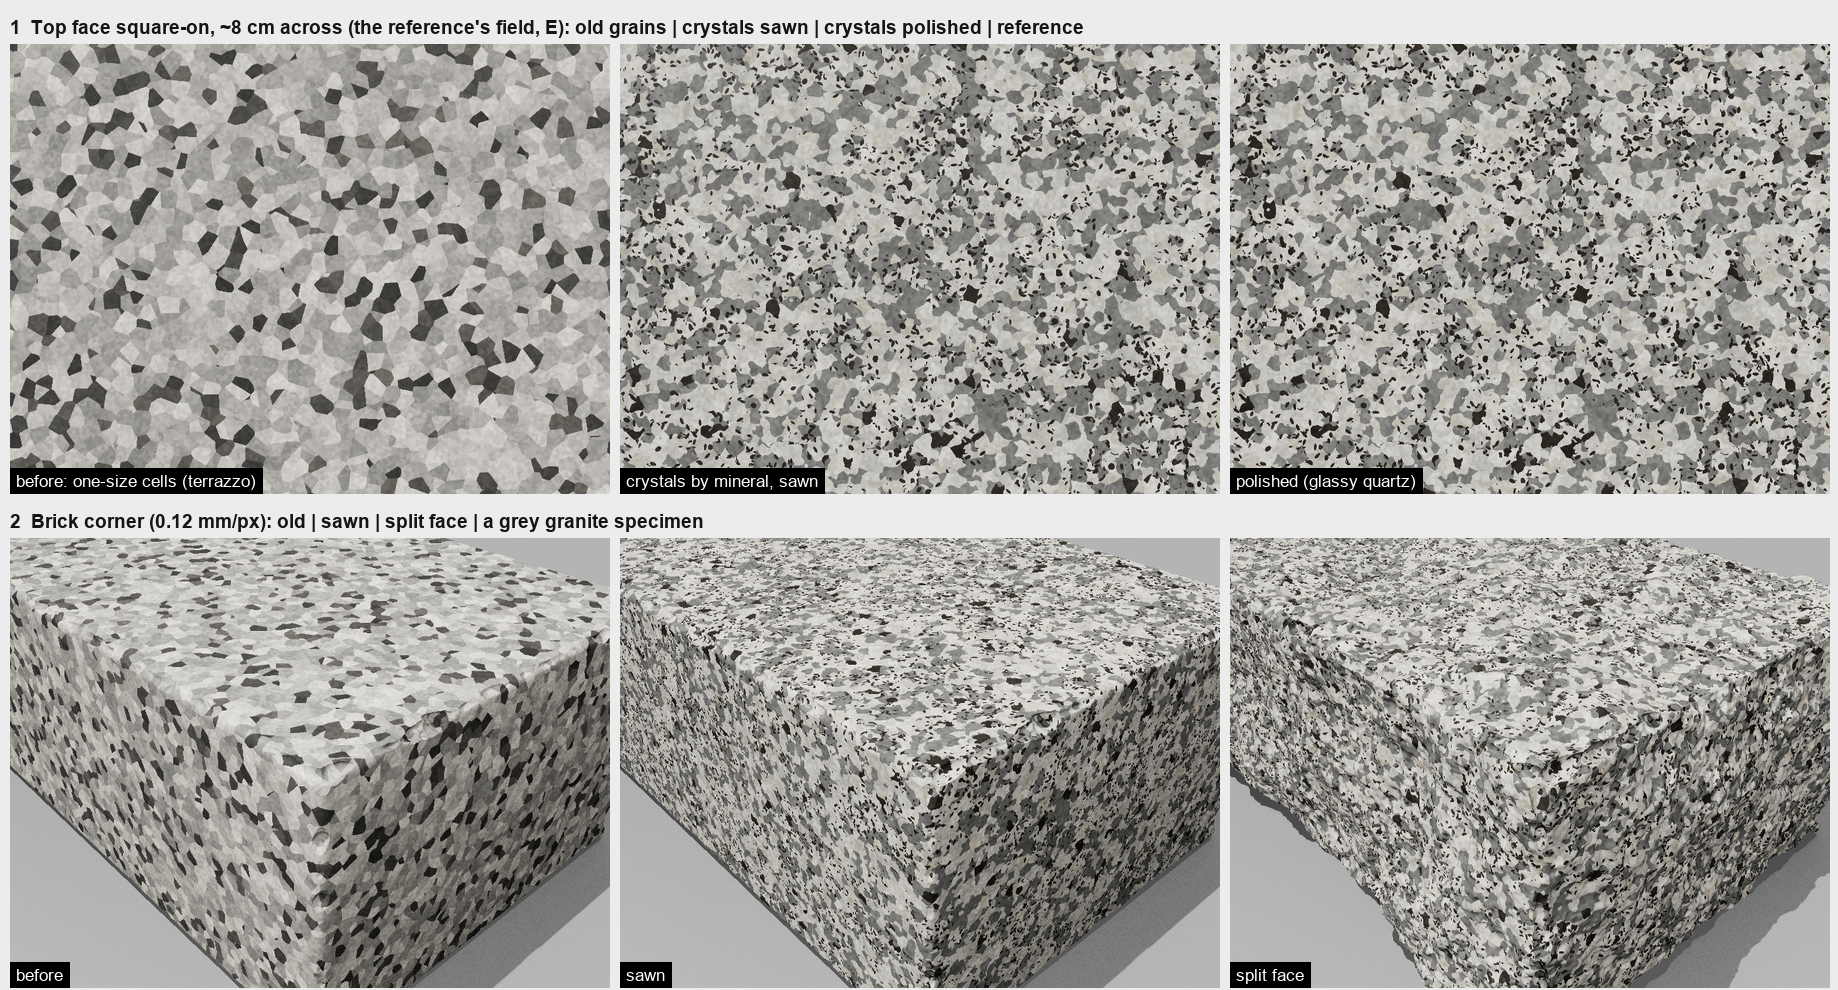 1 Top face square-on, ~8 cm across (the reference's field, E): old grains | crystals sawn | crystals polished | reference
before: one-size cells (terrazzo)
crystals by mineral, sawn
polished (glassy quartz)
2 Brick corner (0.12 mm/px): old | sawn | split face | a grey granite specimen
before
sawn
split face